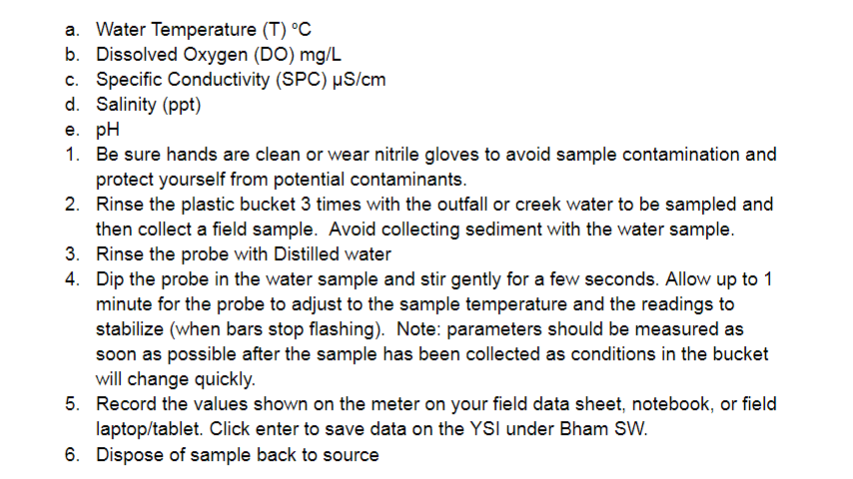 a. Water Temperature (T) ºC
b. Dissolved Oxygen (DO) mg/L
c. Specific Conductivity (SPC) µS/cm
d. Salinity (ppt)
e. pH
1. Be sure hands are clean or wear nitrile gloves to avoid sample contamination and
protect yourself from potential contaminants.
2. Rinse the plastic bucket 3 times with the outfall or creek water to be sampled and
then collect a field sample.  Avoid collecting sediment with the water sample.
3. Rinse the probe with Distilled water
4. Dip the probe in the water sample and stir gently for a few seconds. Allow up to 1
minute for the probe to adjust to the sample temperature and the readings to
stabilize (when bars stop flashing).  Note: parameters should be measured as
soon as possible after the sample has been collected as conditions in the bucket
will change quickly.
5. Record the values shown on the meter on your field data sheet, notebook, or field
laptop/tablet. Click enter to save data on the YSI under Bham SW.
6. Dispose of sample back to source